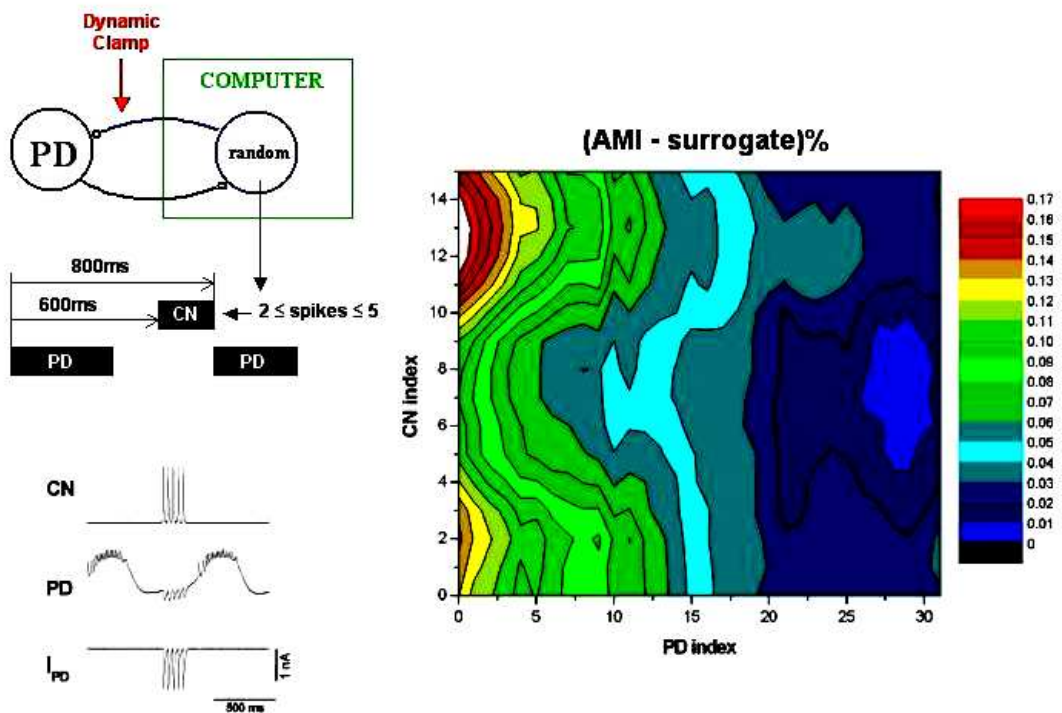 Dynamic
Clamp
COMPUTER
PD
random
800ms
600ms
CN
2 ≤ spikes ≤ 5
PD
PD
CN
PD
I_PD
1 nA
500 ms
(AMI - surrogate)%
CN index
14
12
10
8
6
4
2
0
0
5
10
15
20
25
30
PD index
0.17
0.16
0.15
0.14
0.13
0.12
0.11
0.10
0.09
0.08
0.07
0.06
0.05
0.04
0.03
0.02
0.01
0